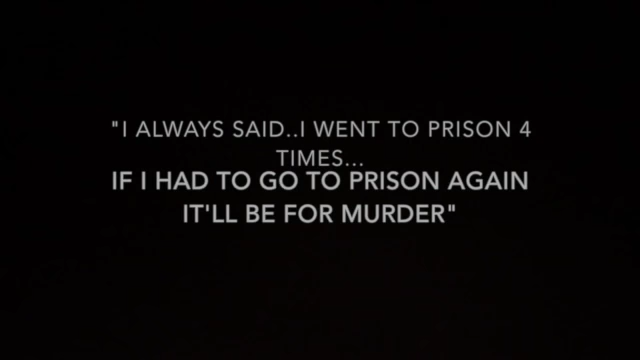 "I ALWAYS SAID..I WENT TO PRISON 4
TIMES...
IF I HAD TO GO TO PRISON AGAIN
IT'LL BE FOR MURDER"